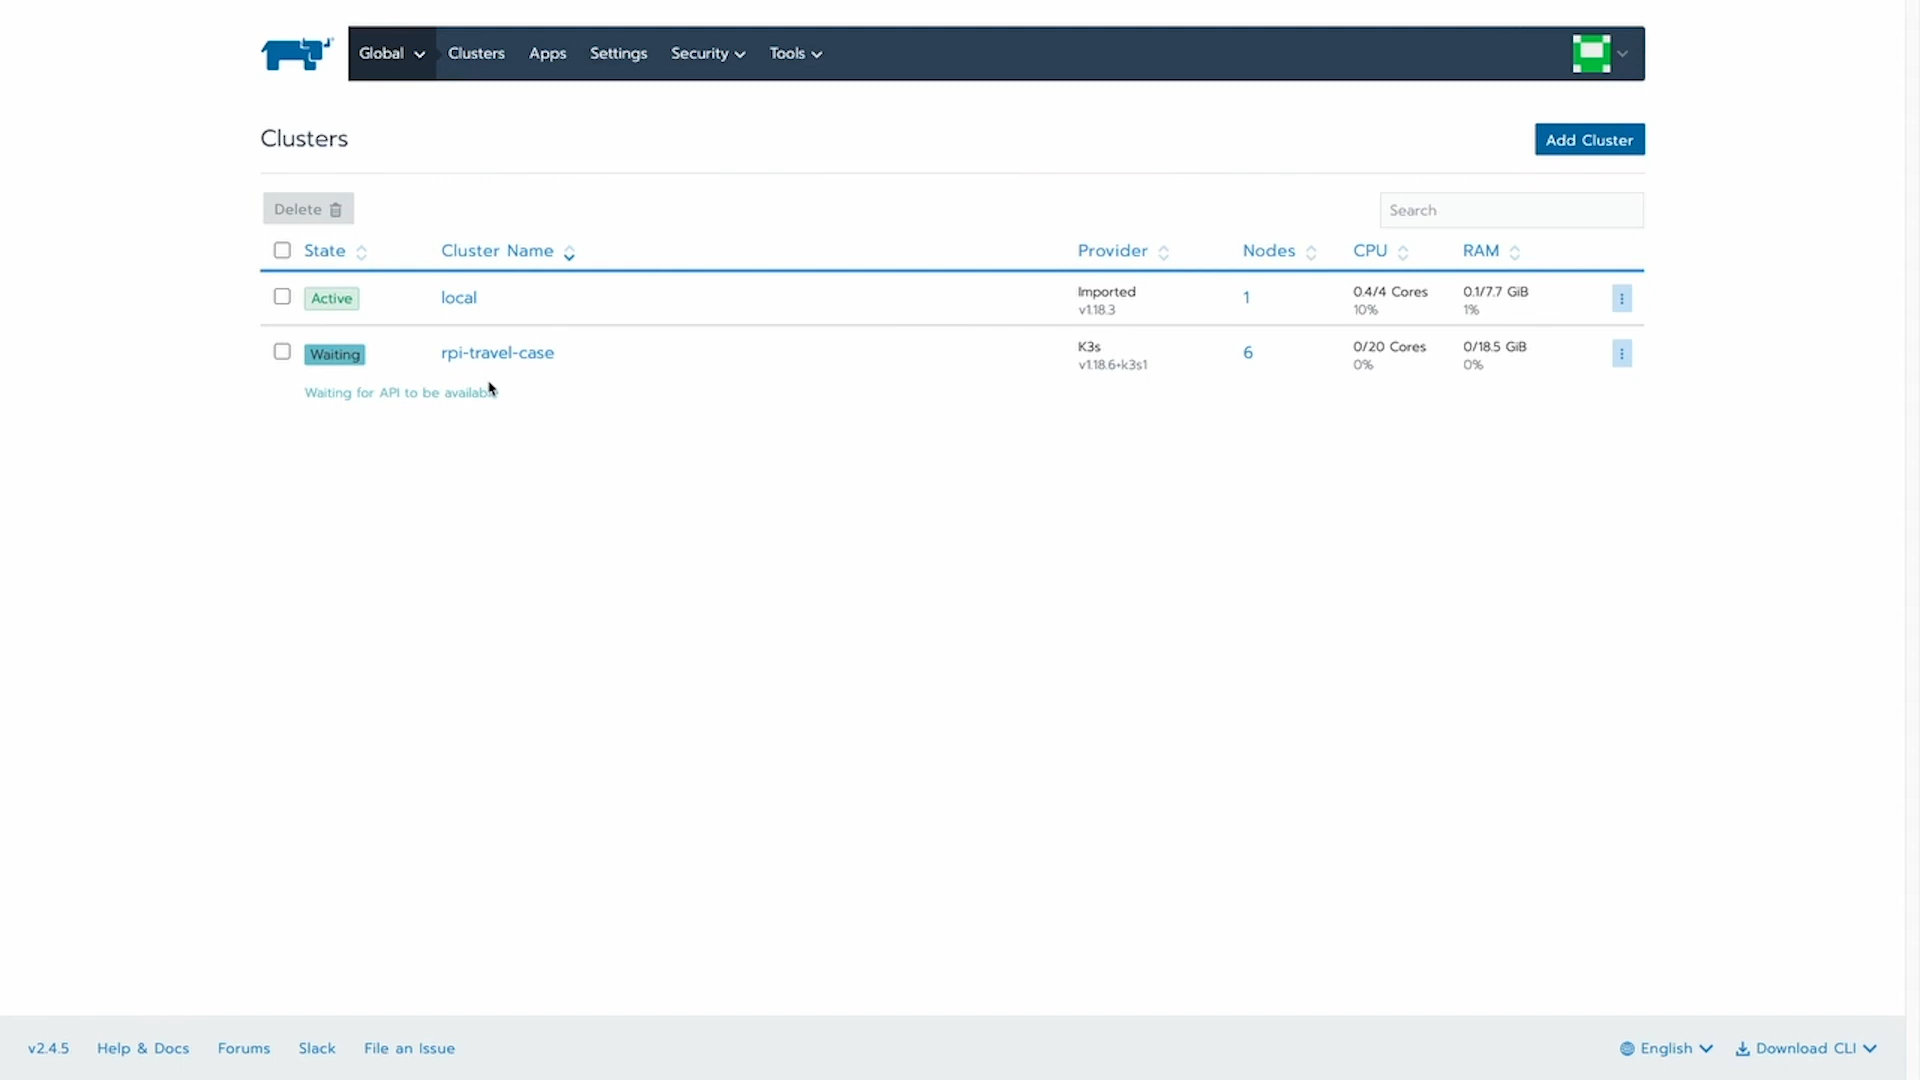 Global Clusters Apps Settings Security Tools
Clusters
Add Cluster
Delete
Search
State Cluster Name Provider Nodes CPU RAM
Active local Imported 1 0.4/4 Cores 0.1/7.7 GiB
v1.18.3 10% 1%
Waiting rpi-travel-case K3s 6 0/20 Cores 0/18.5 GiB
v1.18.6+k3s1 0% 0%
Waiting for API to be available
v2.4.5 Help & Docs Forums Slack File an Issue English Download CLI